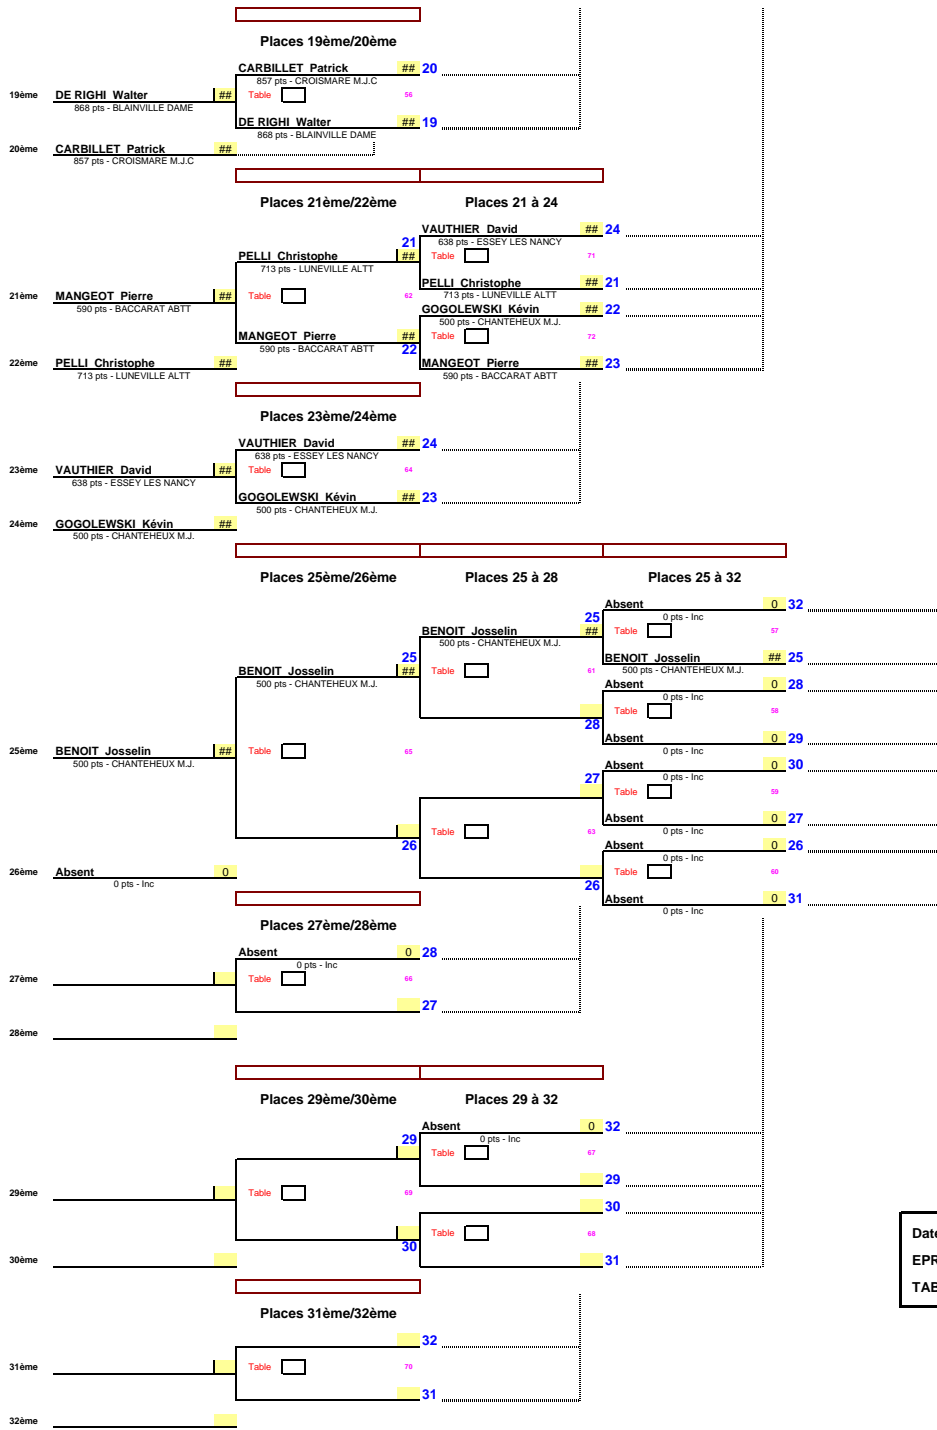 Places 19ème/20ème
CARBILLET Patrick ## 20
857 pts - CROISMARE M.J.C
19ème DE RIGHI Walter ## Table 56
868 pts - BLAINVILLE DAME
DE RIGHI Walter ## 19
868 pts - BLAINVILLE DAME
20ème CARBILLET Patrick ##
857 pts - CROISMARE M.J.C
Places 21ème/22ème Places 21 à 24
VAUTHIER David ## 24
21 638 pts - ESSEY LES NANCY
PELLI Christophe ## Table 71
713 pts - LUNEVILLE ALTT
PELLI Christophe ## 21
21ème MANGEOT Pierre ## Table 62 713 pts - LUNEVILLE ALTT
590 pts - BACCARAT ABTT GOGOLEWSKI Kévin ## 22
500 pts - CHANTEHEUX M.J.
MANGEOT Pierre ## Table 72
590 pts - BACCARAT ABTT 22
22ème PELLI Christophe ## MANGEOT Pierre ## 23
713 pts - LUNEVILLE ALTT 590 pts - BACCARAT ABTT
Places 23ème/24ème
VAUTHIER David ## 24
638 pts - ESSEY LES NANCY
23ème VAUTHIER David ## Table 64
638 pts - ESSEY LES NANCY
GOGOLEWSKI Kévin ## 23
500 pts - CHANTEHEUX M.J.
24ème GOGOLEWSKI Kévin ##
500 pts - CHANTEHEUX M.J.
Places 25ème/26ème Places 25 à 28 Places 25 à 32
Absent 0 32
25 0 pts - Inc
BENOIT Josselin ## Table 57
500 pts - CHANTEHEUX M.J.
25 BENOIT Josselin ## 25
BENOIT Josselin ## Table 61 500 pts - CHANTEHEUX M.J.
500 pts - CHANTEHEUX M.J. Absent 0 28
0 pts - Inc
Table 58
28
Absent 0 29
25ème BENOIT Josselin ## Table 65 0 pts - Inc
500 pts - CHANTEHEUX M.J. Absent 0 30
27 0 pts - Inc
Table 59
Absent 0 27
Table 63 0 pts - Inc
26 Absent 0 26
0 pts - Inc
26ème Absent 0 Table 60
0 pts - Inc 26
Absent 0 31
0 pts - Inc
Places 27ème/28ème
Absent 0 28
0 pts - Inc
27ème Table 66
27
28ème
Places 29ème/30ème Places 29 à 32
Absent 0 32
29 0 pts - Inc
Table 67
29
29ème Table 69
30
Table 68
30
30ème 31
Places 31ème/32ème
32
31ème Table 70
31
32ème
Date
EPR
TAB